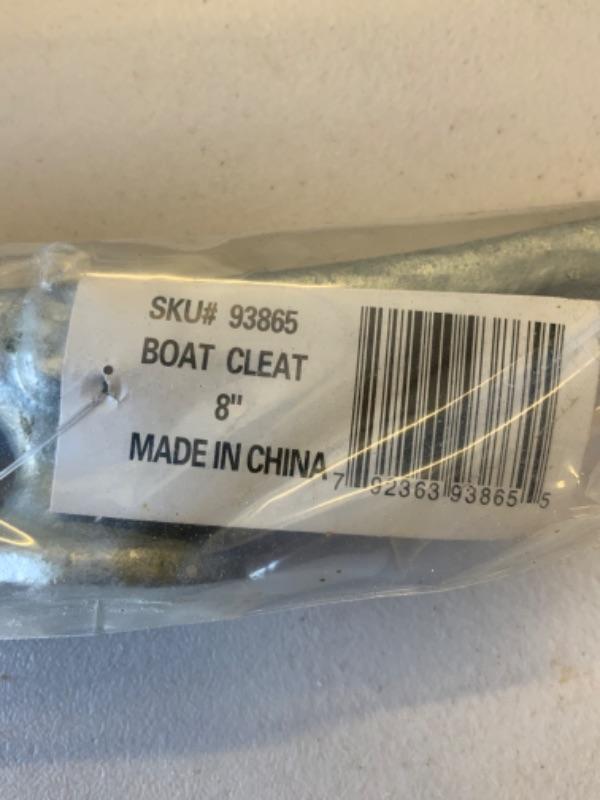 SKU# 93865
BOAT CLEAT
8"
MADE IN CHINA
7 92363 93865 5